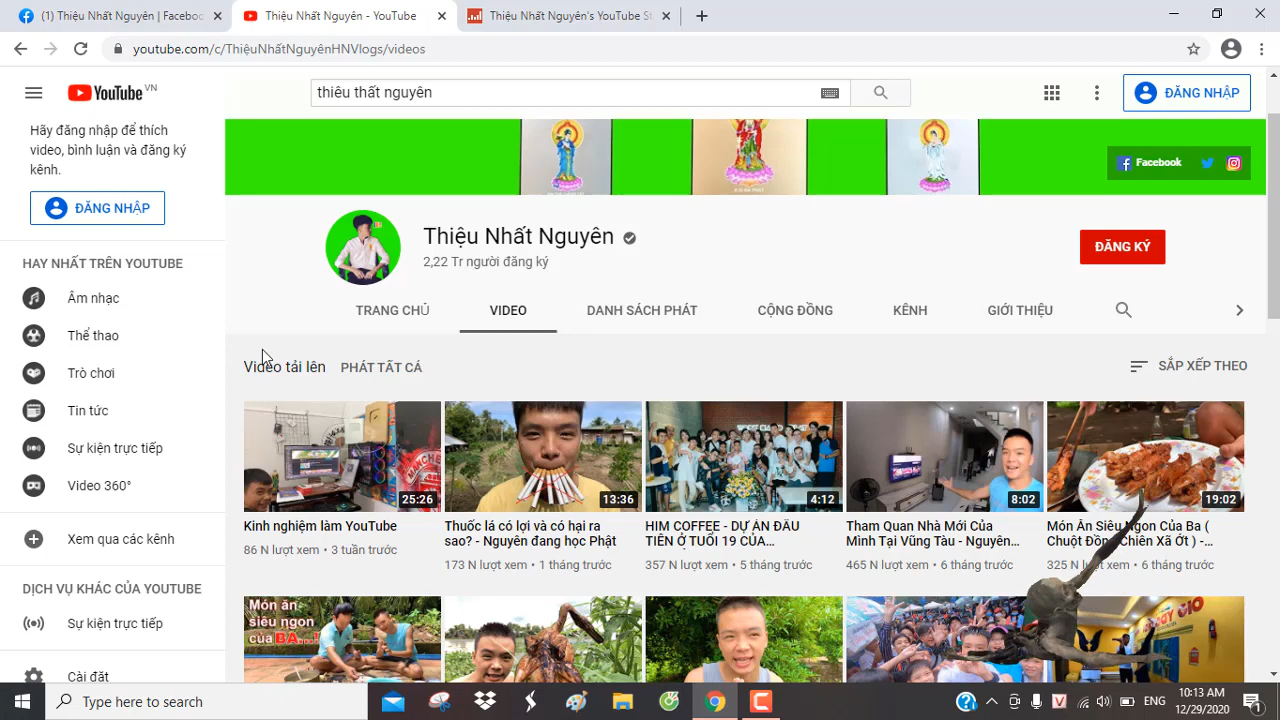 (1) Thiệu Nhất Nguyên | Facebook
Thiệu Nhất Nguyên - YouTube
Thiệu Nhất Nguyên's YouTube St
youtube.com/c/ThiệuNhấtNguyênHNVlogs/videos
YouTube VN
thiêu thất nguyên
ĐĂNG NHẬP
Hãy đăng nhập để thích
video, bình luận và đăng ký
kênh.
ĐĂNG NHẬP
HAY NHẤT TRÊN YOUTUBE
Âm nhạc
Thể thao
Trò chơi
Tin tức
Sự kiện trực tiếp
Video 360°
Xem qua các kênh
DỊCH VỤ KHÁC CỦA YOUTUBE
Sự kiện trực tiếp
Cài đặt
Facebook
Thiệu Nhất Nguyên
2,22 Tr người đăng ký
ĐĂNG KÝ
TRANG CHỦ
VIDEO
DANH SÁCH PHÁT
CỘNG ĐỒNG
KÊNH
GIỚI THIỆU
Video tải lên
PHÁT TẤT CẢ
SẮP XẾP THEO
25:26
Kinh nghiệm làm YouTube
86 N lượt xem • 3 tuần trước
13:36
Thuốc lá có lợi và có hại ra
sao? - Nguyên đang học Phật
173 N lượt xem • 1 tháng trước
4:12
HIM COFFEE - DỰ ÁN ĐẦU
TIÊN Ở TUỔI 19 CỦA...
357 N lượt xem • 5 tháng trước
8:02
Tham Quan Nhà Mới Của
Mình Tại Vũng Tàu - Nguyên...
465 N lượt xem • 6 tháng trước
19:02
Món Ăn Siêu Ngon Của Ba (
Chuột Đồng Chiên Xã Ớt ) -...
325 N lượt xem • 6 tháng trước
Món ăn
siêu ngon
của BA...!
Type here to search
ENG
10:13 AM
12/29/2020
1